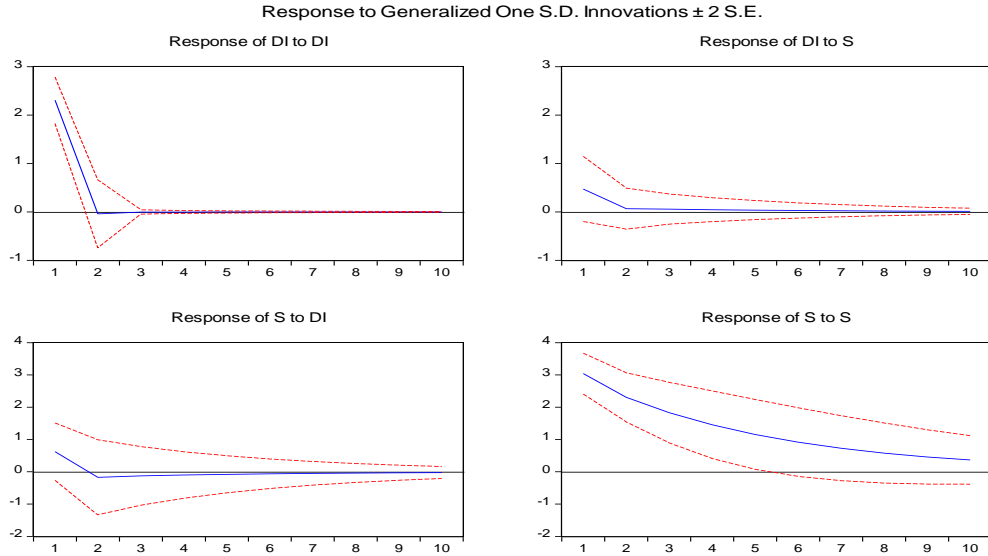 Response to Generalized One S.D. Innovations ± 2 S.E.
Response of DI to DI
3
2
1
0
-1
1 2 3 4 5 6 7 8 9 10
Response of DI to S
3
2
1
0
-1
1 2 3 4 5 6 7 8 9 10
Response of S to DI
4
3
2
1
0
-1
-2
1 2 3 4 5 6 7 8 9 10
Response of S to S
4
3
2
1
0
-1
-2
1 2 3 4 5 6 7 8 9 10